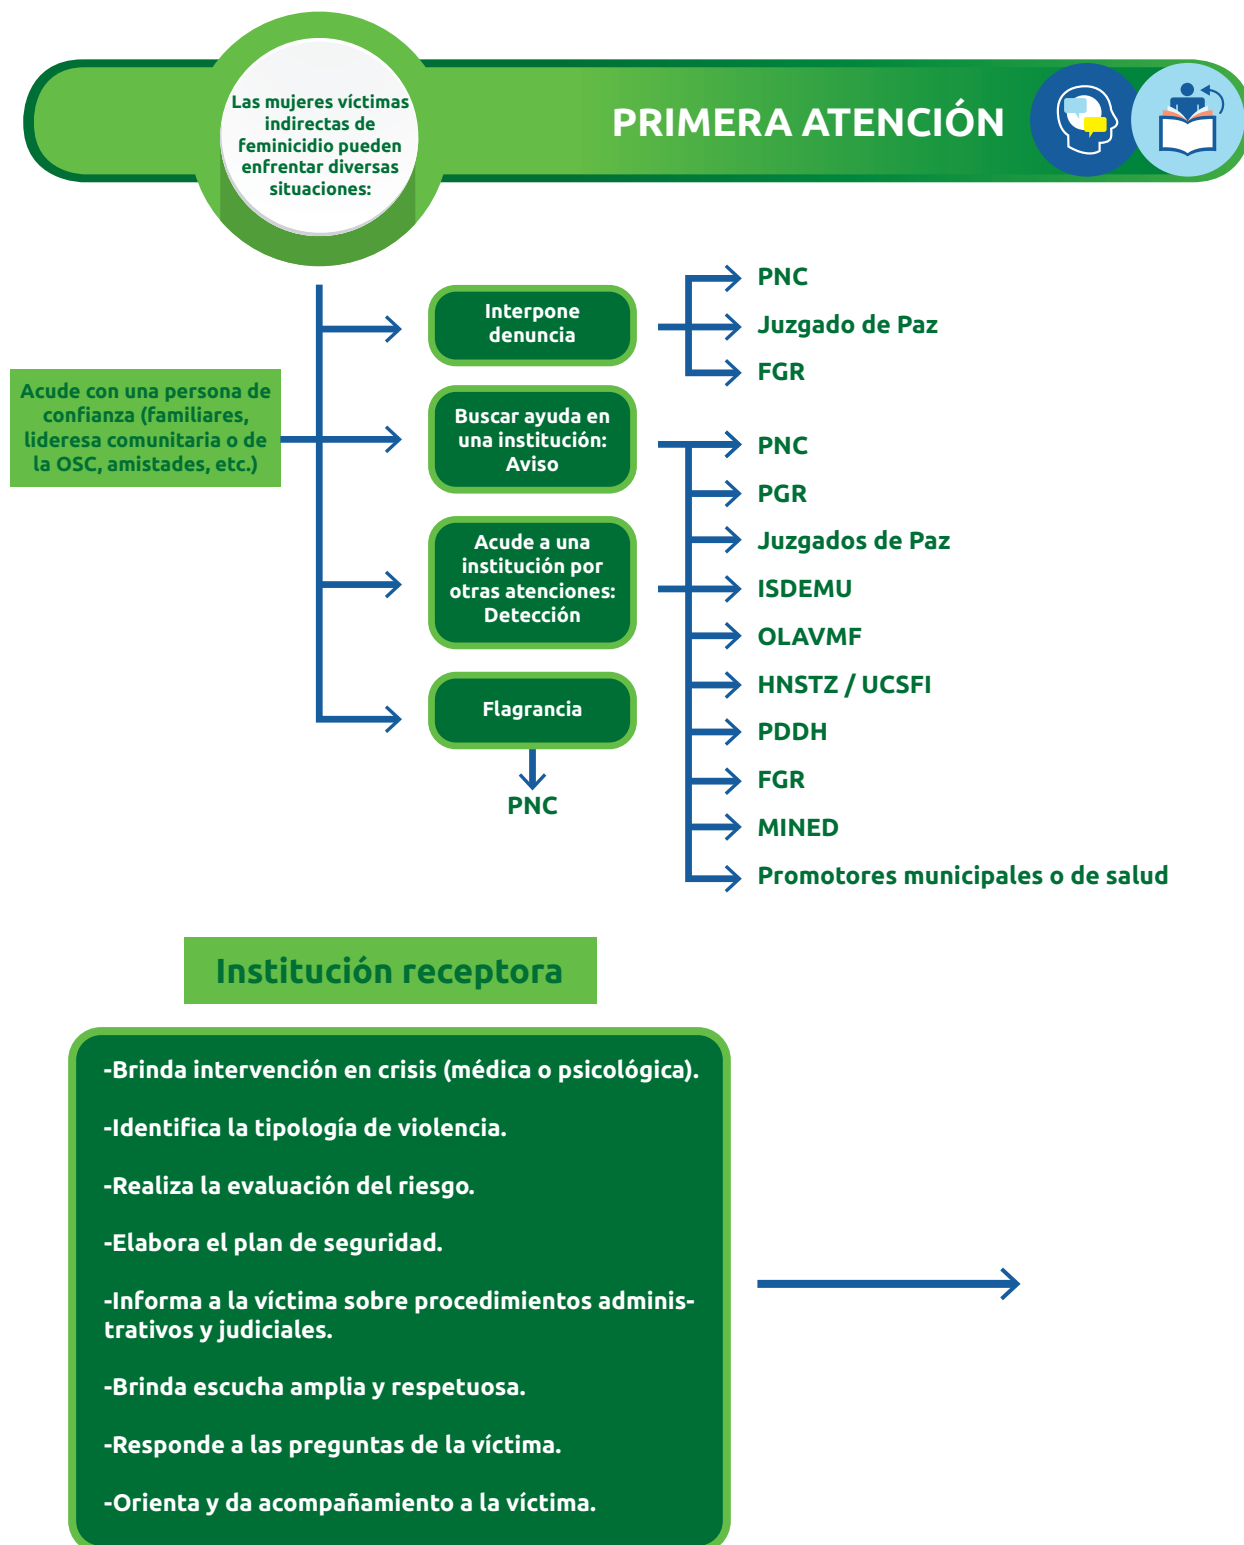 Las mujeres víctimas
indirectas de
feminicidio pueden
enfrentar diversas
situaciones:
PRIMERA ATENCIÓN
Acude con una persona de
confianza (familiares,
lideresa comunitaria o de
la OSC, amistades, etc.)
Interpone
denuncia
PNC
Juzgado de Paz
FGR
Buscar ayuda en
una institución:
Aviso
Acude a una
institución por
otras atenciones:
Detección
PNC
PGR
Juzgados de Paz
ISDEMU
OLAVMF
HNSTZ / UCSFI
PDDH
FGR
MINED
Promotores municipales o de salud
Flagrancia
PNC
Institución receptora
-Brinda intervención en crisis (médica o psicológica).
-Identifica la tipología de violencia.
-Realiza la evaluación del riesgo.
-Elabora el plan de seguridad.
-Informa a la víctima sobre procedimientos adminis-
trativos y judiciales.
-Brinda escucha amplia y respetuosa.
-Responde a las preguntas de la víctima.
-Orienta y da acompañamiento a la víctima.